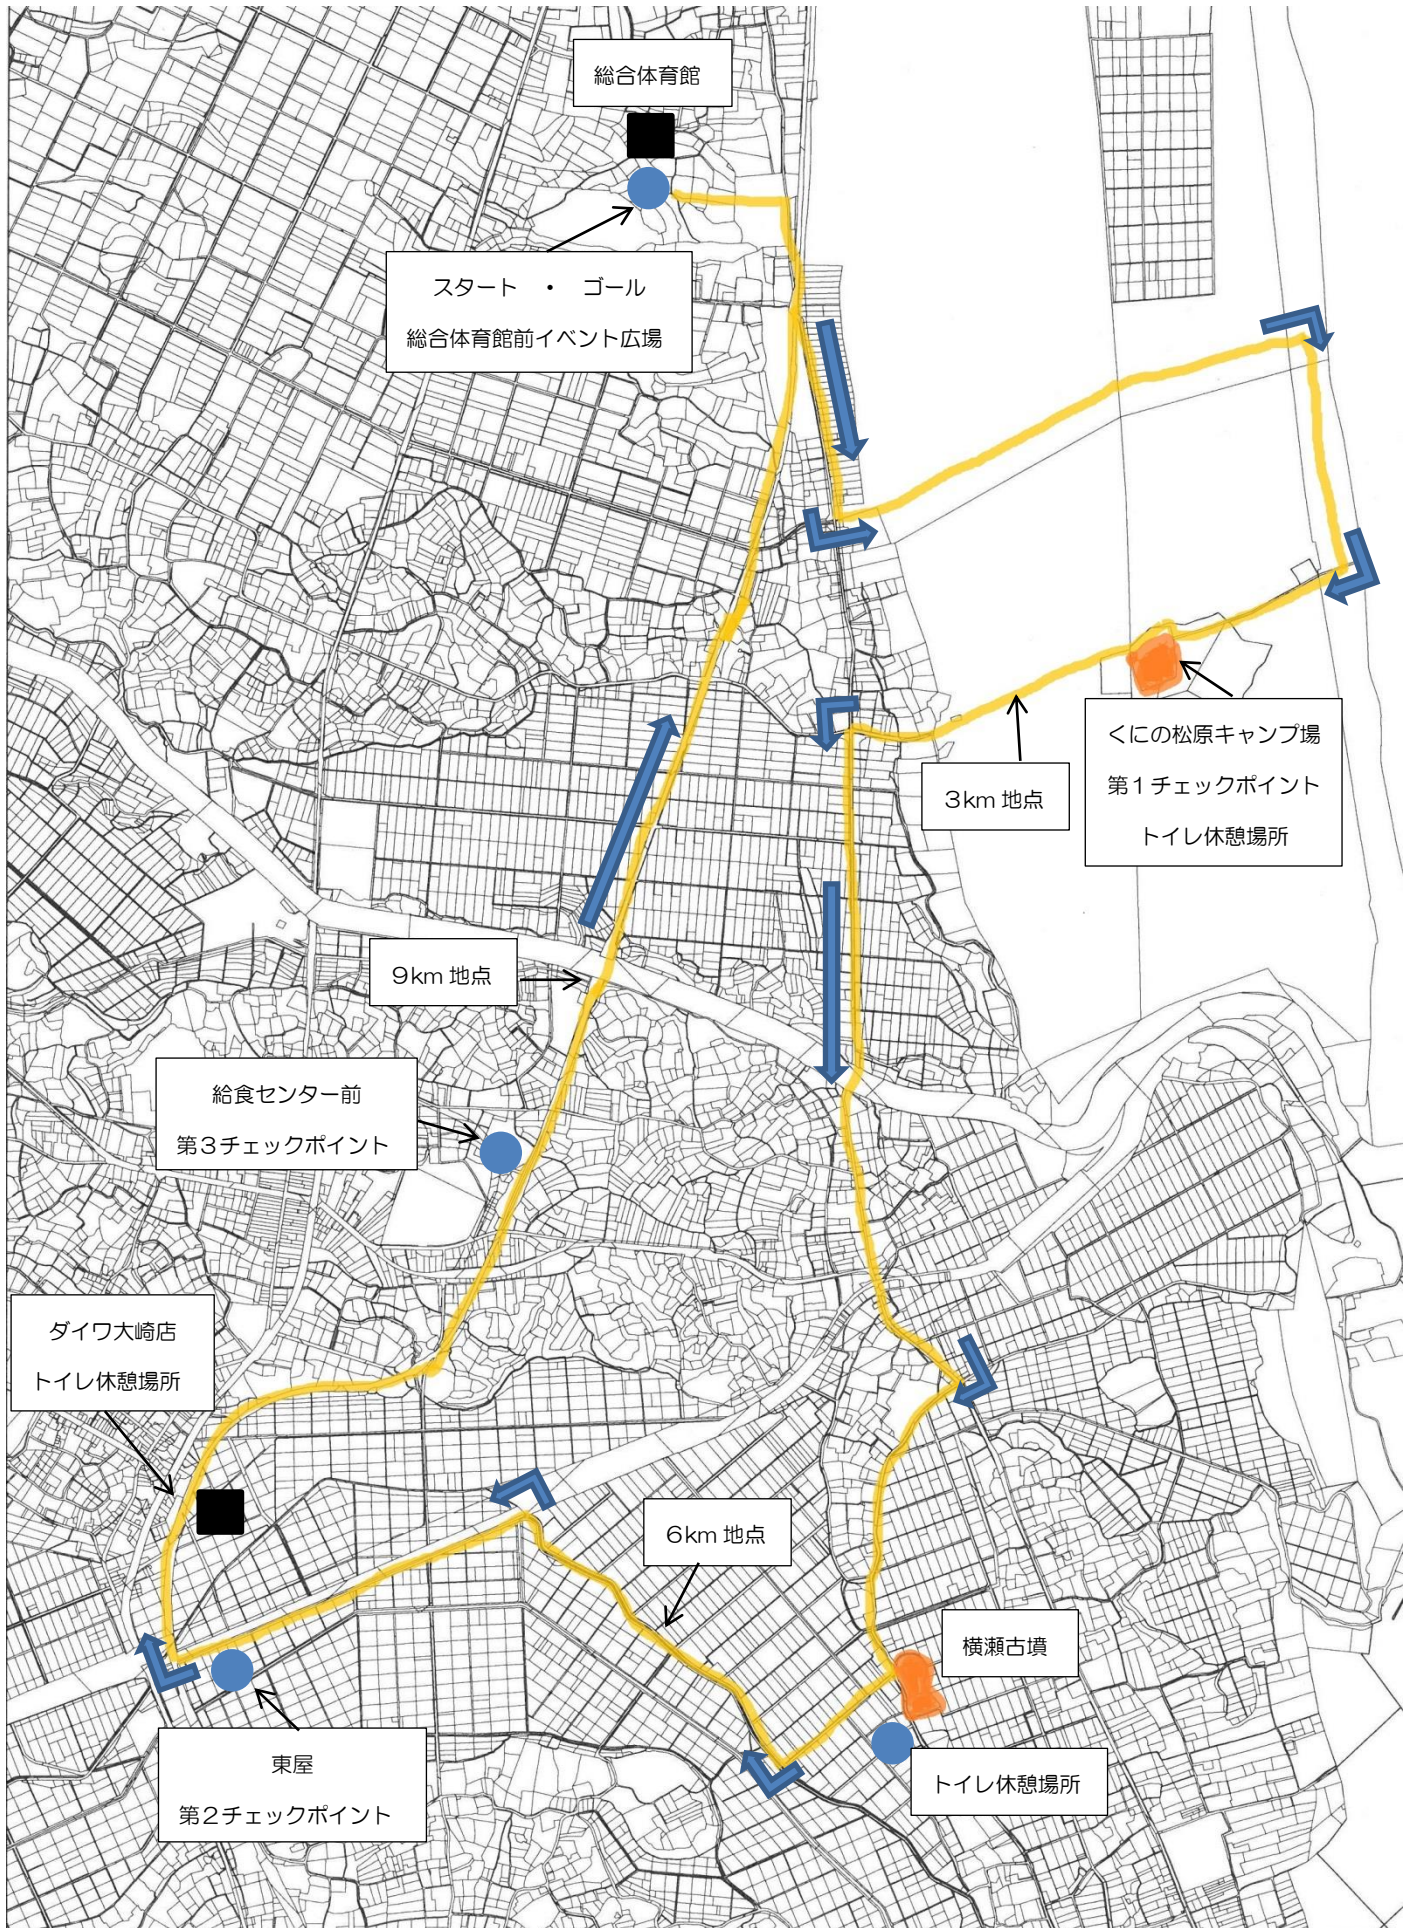 総合体育館
スタート ・ ゴール
総合体育館前イベント広場
くにの松原キャンプ場
第1チェックポイント
トイレ休憩場所
3km 地点
9km 地点
給食センター前
第3チェックポイント
ダイワ大崎店
トイレ休憩場所
6km 地点
横瀬古墳
トイレ休憩場所
東屋
第2チェックポイント